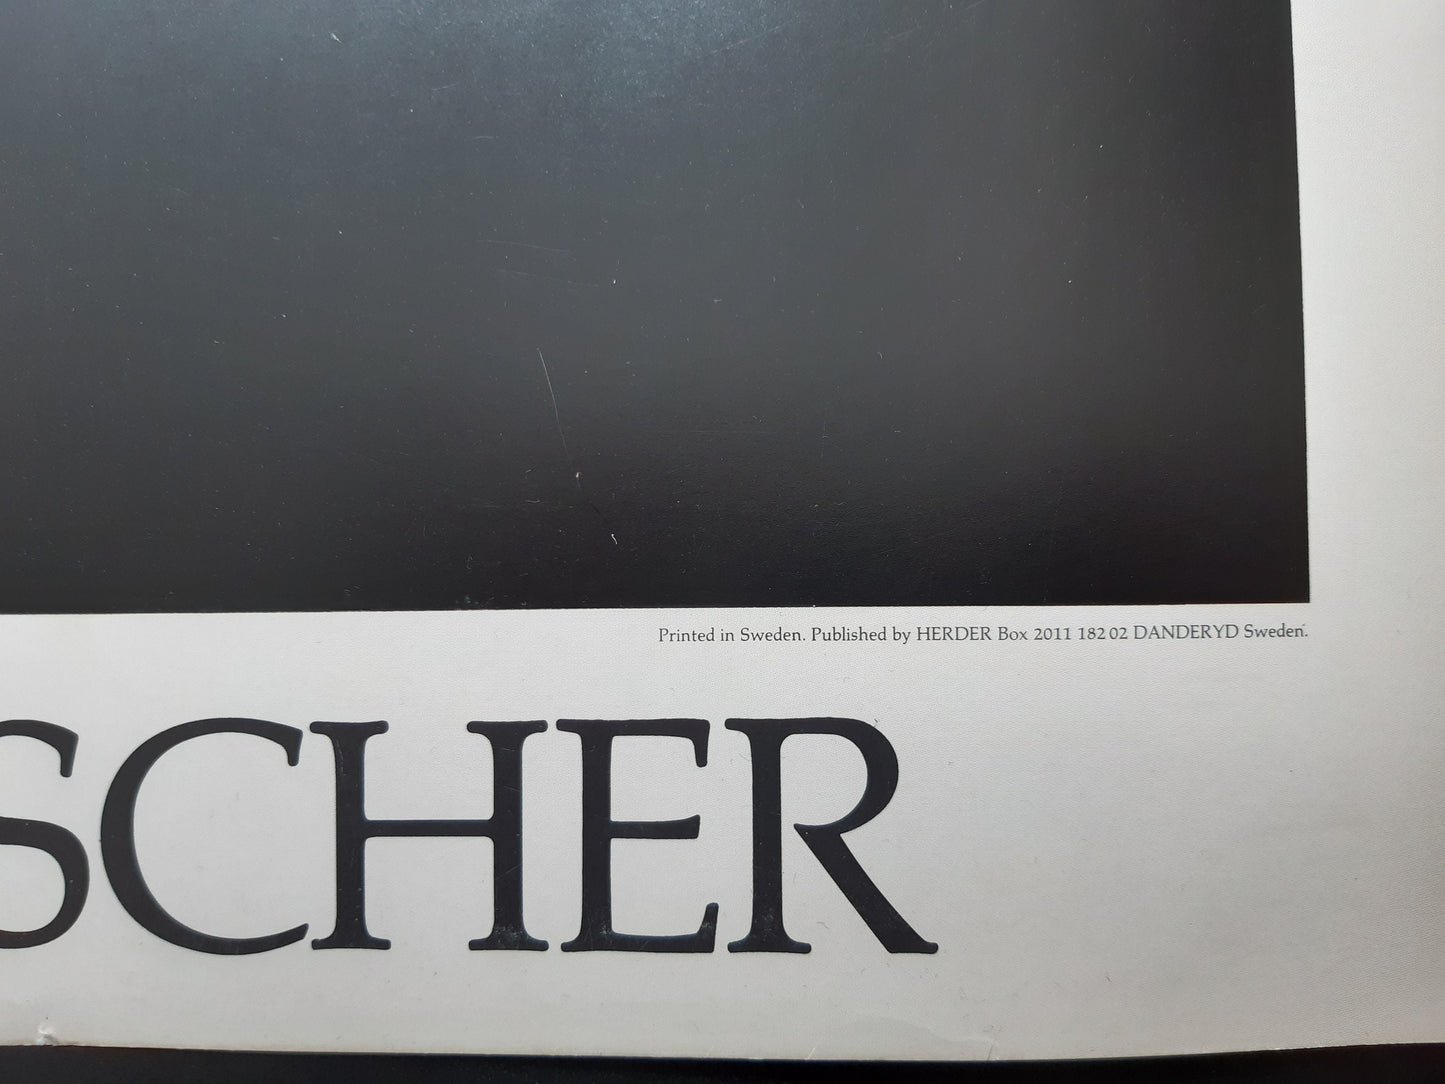 Printed in Sweden. Published by HERDER Box 2011 182 02 DANDERYD Sweden.
SCHER